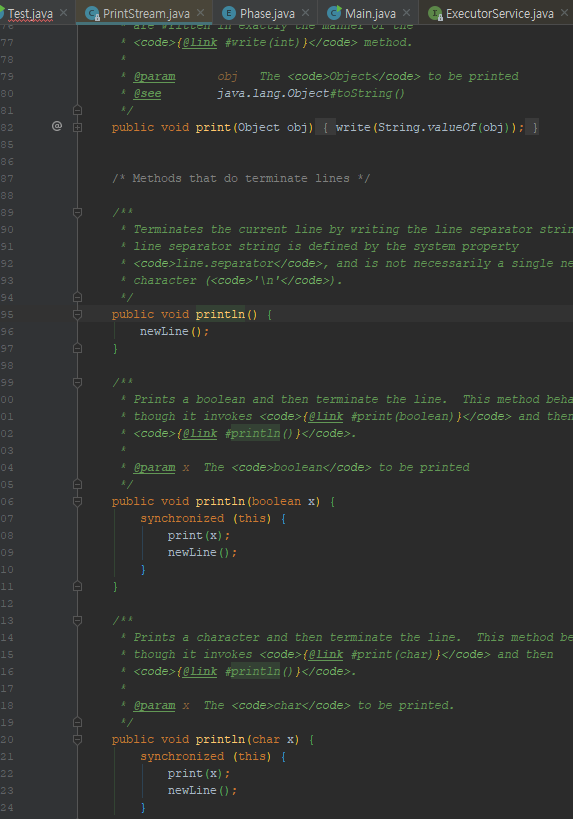 Test.java × PrintStream.java × Phase.java × Main.java × ExecutorService.java ×
76 * are written in exactly the manner of the
77 * <code>{@link #write(int)}</code> method.
78 *
79 * @param obj The <code>Object</code> to be printed
80 * @see java.lang.Object#toString()
81 */
82 @ public void print(Object obj) { write(String.valueOf(obj)); }
85
86
87 /* Methods that do terminate lines */
88
89 /**
90 * Terminates the current line by writing the line separator strin
91 * line separator string is defined by the system property
92 * <code>line.separator</code>, and is not necessarily a single ne
93 * character (<code>'\n'</code>).
94 */
95 public void println() {
96 newLine();
97 }
98
99 /**
00 * Prints a boolean and then terminate the line. This method beha
01 * though it invokes <code>{@link #print(boolean)}</code> and then
02 * <code>{@link #println()}</code>.
03 *
04 * @param x The <code>boolean</code> to be printed
05 */
06 public void println(boolean x) {
07 synchronized (this) {
08 print(x);
09 newLine();
10 }
11 }
12
13 /**
14 * Prints a character and then terminate the line. This method be
15 * though it invokes <code>{@link #print(char)}</code> and then
16 * <code>{@link #println()}</code>.
17 *
18 * @param x The <code>char</code> to be printed.
19 */
20 public void println(char x) {
21 synchronized (this) {
22 print(x);
23 newLine();
24 }